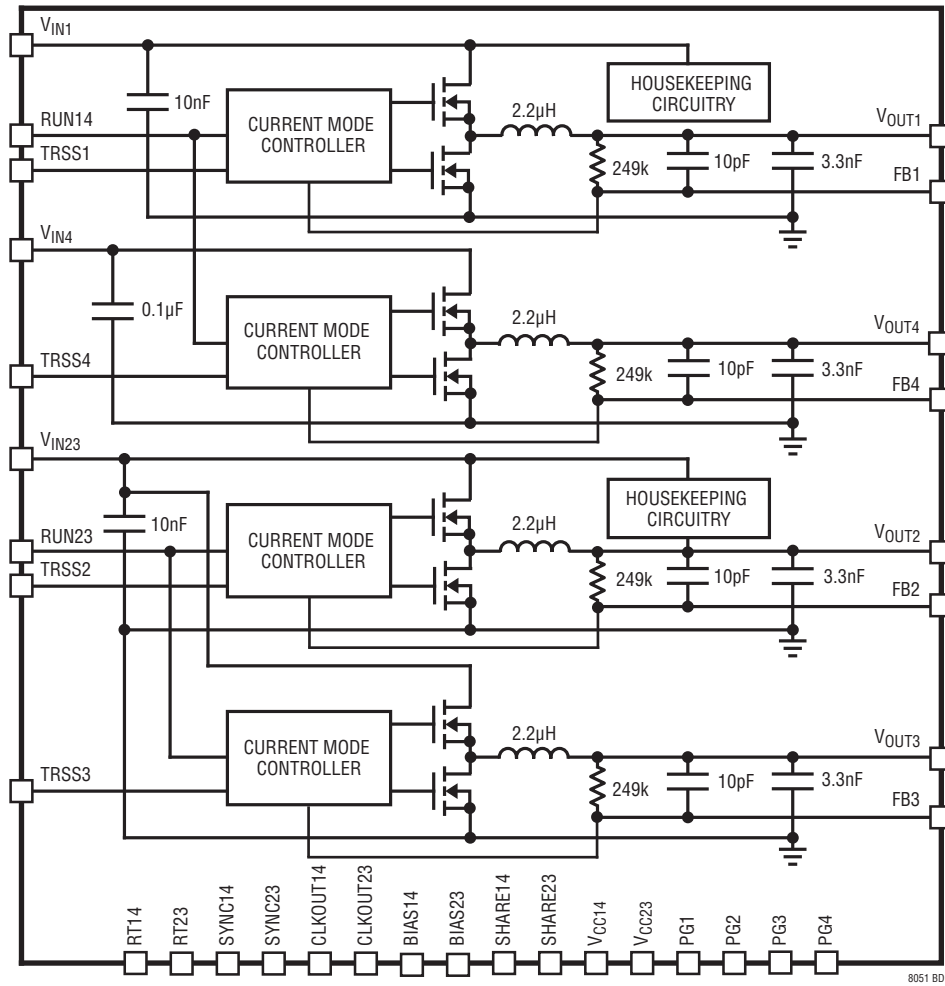 VIN1
10nF
RUN14
TRSS1
CURRENT MODE
CONTROLLER
2.2µH
HOUSEKEEPING
CIRCUITRY
249k
10pF
3.3nF
VOUT1
FB1
VIN4
0.1µF
TRSS4
CURRENT MODE
CONTROLLER
2.2µH
249k
10pF
3.3nF
VOUT4
FB4
VIN23
10nF
RUN23
TRSS2
CURRENT MODE
CONTROLLER
2.2µH
HOUSEKEEPING
CIRCUITRY
249k
10pF
3.3nF
VOUT2
FB2
TRSS3
CURRENT MODE
CONTROLLER
2.2µH
249k
10pF
3.3nF
VOUT3
FB3
RT14
RT23
SYNC14
SYNC23
CLKOUT14
CLKOUT23
BIAS14
BIAS23
SHARE14
SHARE23
VCC14
VCC23
PG1
PG2
PG3
PG4
8051 BD